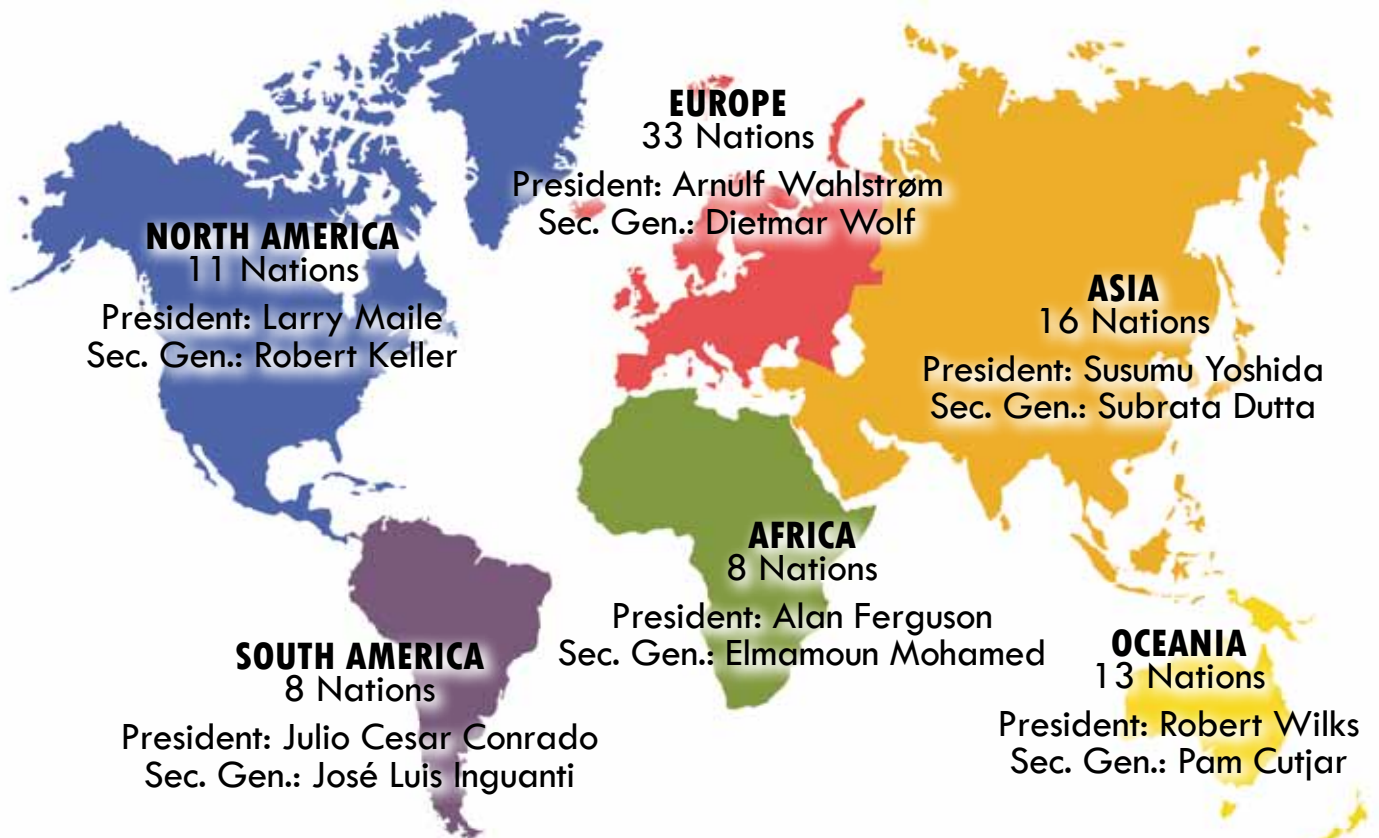 EUROPE
33 Nations
President: Arnulf Wahlstrøm
Sec. Gen.: Dietmar Wolf
NORTH AMERICA
11 Nations
President: Larry Maile
Sec. Gen.: Robert Keller
ASIA
16 Nations
President: Susumu Yoshida
Sec. Gen.: Subrata Dutta
AFRICA
8 Nations
President: Alan Ferguson
Sec. Gen.: Elmamoun Mohamed
SOUTH AMERICA
8 Nations
President: Julio Cesar Conrado
Sec. Gen.: José Luis Inguanti
OCEANIA
13 Nations
President: Robert Wilks
Sec. Gen.: Pam Cutjar